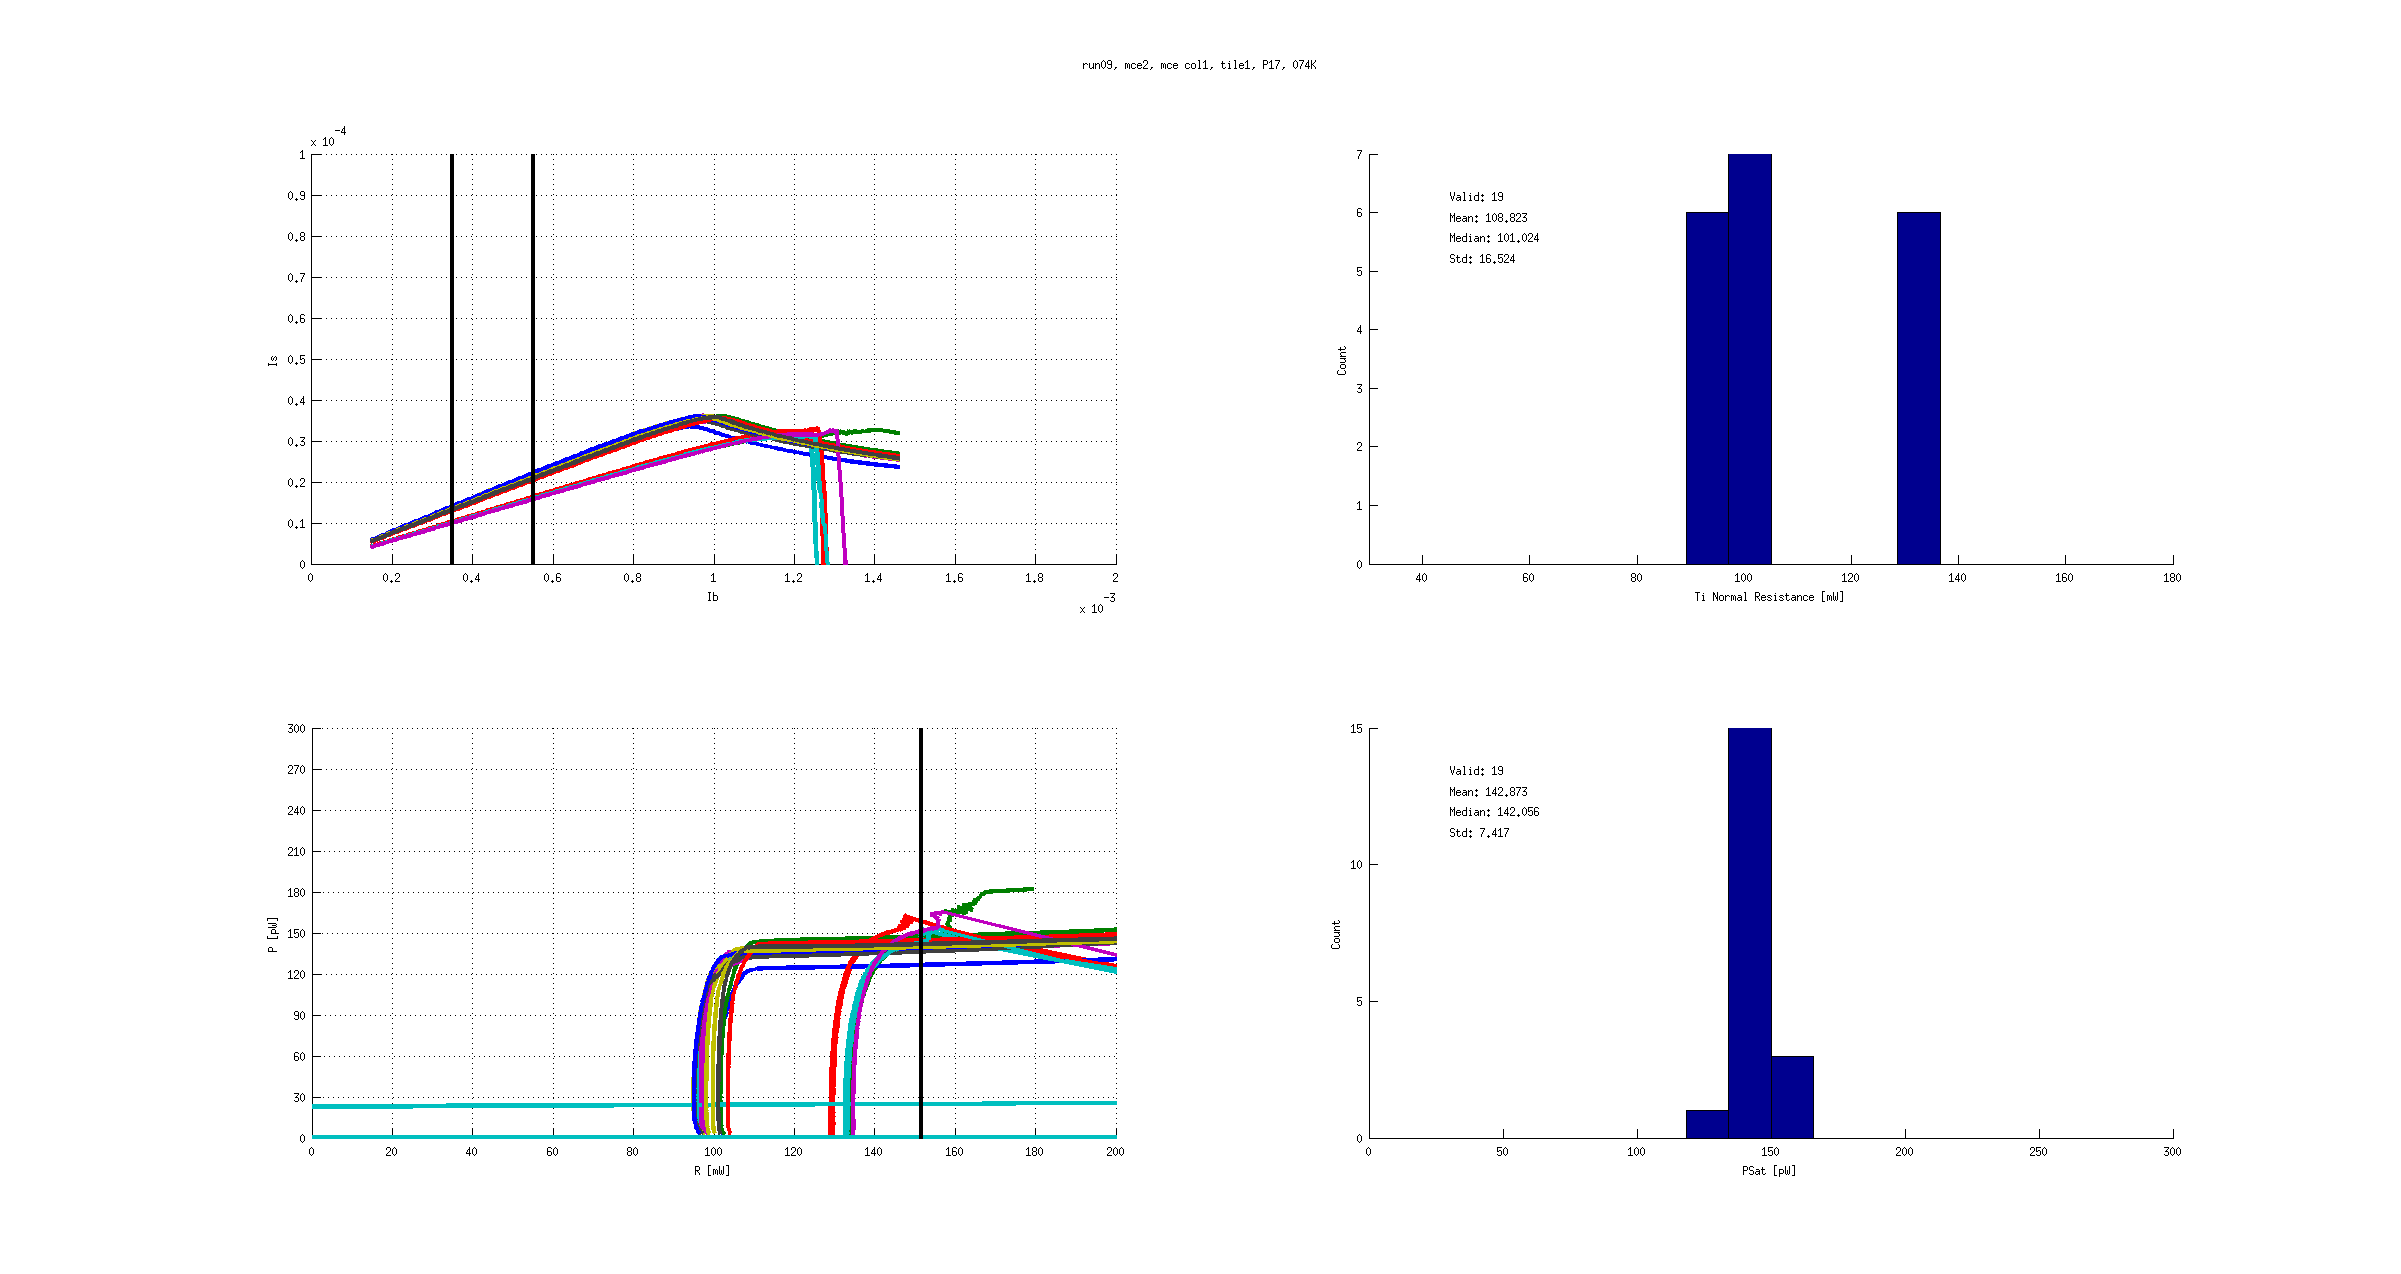 run09, mce2, mce col1, tile1, P17, 074K
x 10^-4
1
0.9
0.8
0.7
0.6
0.5
0.4
0.3
0.2
0.1
0
Is
0 0.2 0.4 0.6 0.8 1 1.2 1.4 1.6 1.8 2
Ib
x 10^-3
7
6
5
4
3
2
1
0
Count
Valid: 19
Mean: 108.823
Median: 101.024
Std: 16.524
40 60 80 100 120 140 160 180
Ti Normal Resistance [mW]
300
270
240
210
180
150
120
90
60
30
0
P [pW]
0 20 40 60 80 100 120 140 160 180 200
R [mW]
15
10
5
0
Count
Valid: 19
Mean: 142.873
Median: 142.056
Std: 7.417
0 50 100 150 200 250 300
PSat [pW]